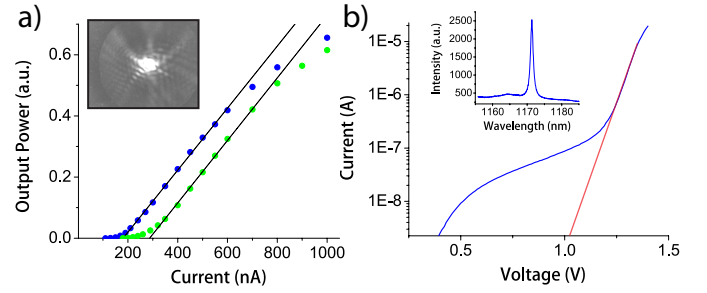 a)
Output Power (a.u.)
0.6
0.4
0.2
0.0
200 400 600 800 1000
Current (nA)
b)
Current (A)
1E-5
1E-6
1E-7
1E-8
0.5 1.0 1.5
Voltage (V)
Intensity (a.u.)
2500
2000
1500
1000
500
1160 1170 1180
Wavelength (nm)